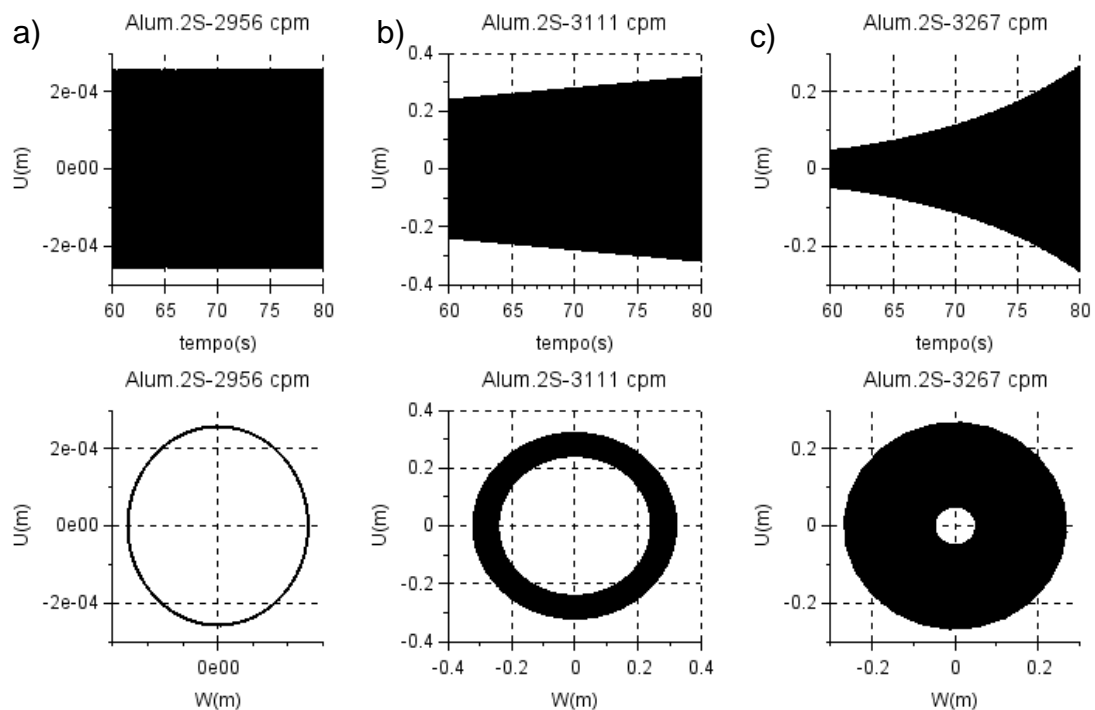 a)
Alum.2S-2956 cpm
U(m)
2e-04
0e00
-2e-04
60 65 70 75 80
tempo(s)
b)
Alum.2S-3111 cpm
U(m)
0.4
0.2
0
-0.2
-0.4
60 65 70 75 80
tempo(s)
c)
Alum.2S-3267 cpm
U(m)
0.2
0
-0.2
60 65 70 75 80
tempo(s)
Alum.2S-2956 cpm
U(m)
2e-04
0e00
-2e-04
0e00
W(m)
Alum.2S-3111 cpm
U(m)
0.4
0.2
0
-0.2
-0.4
-0.4 -0.2 0 0.2 0.4
W(m)
Alum.2S-3267 cpm
U(m)
0.2
0
-0.2
-0.2 0 0.2
W(m)